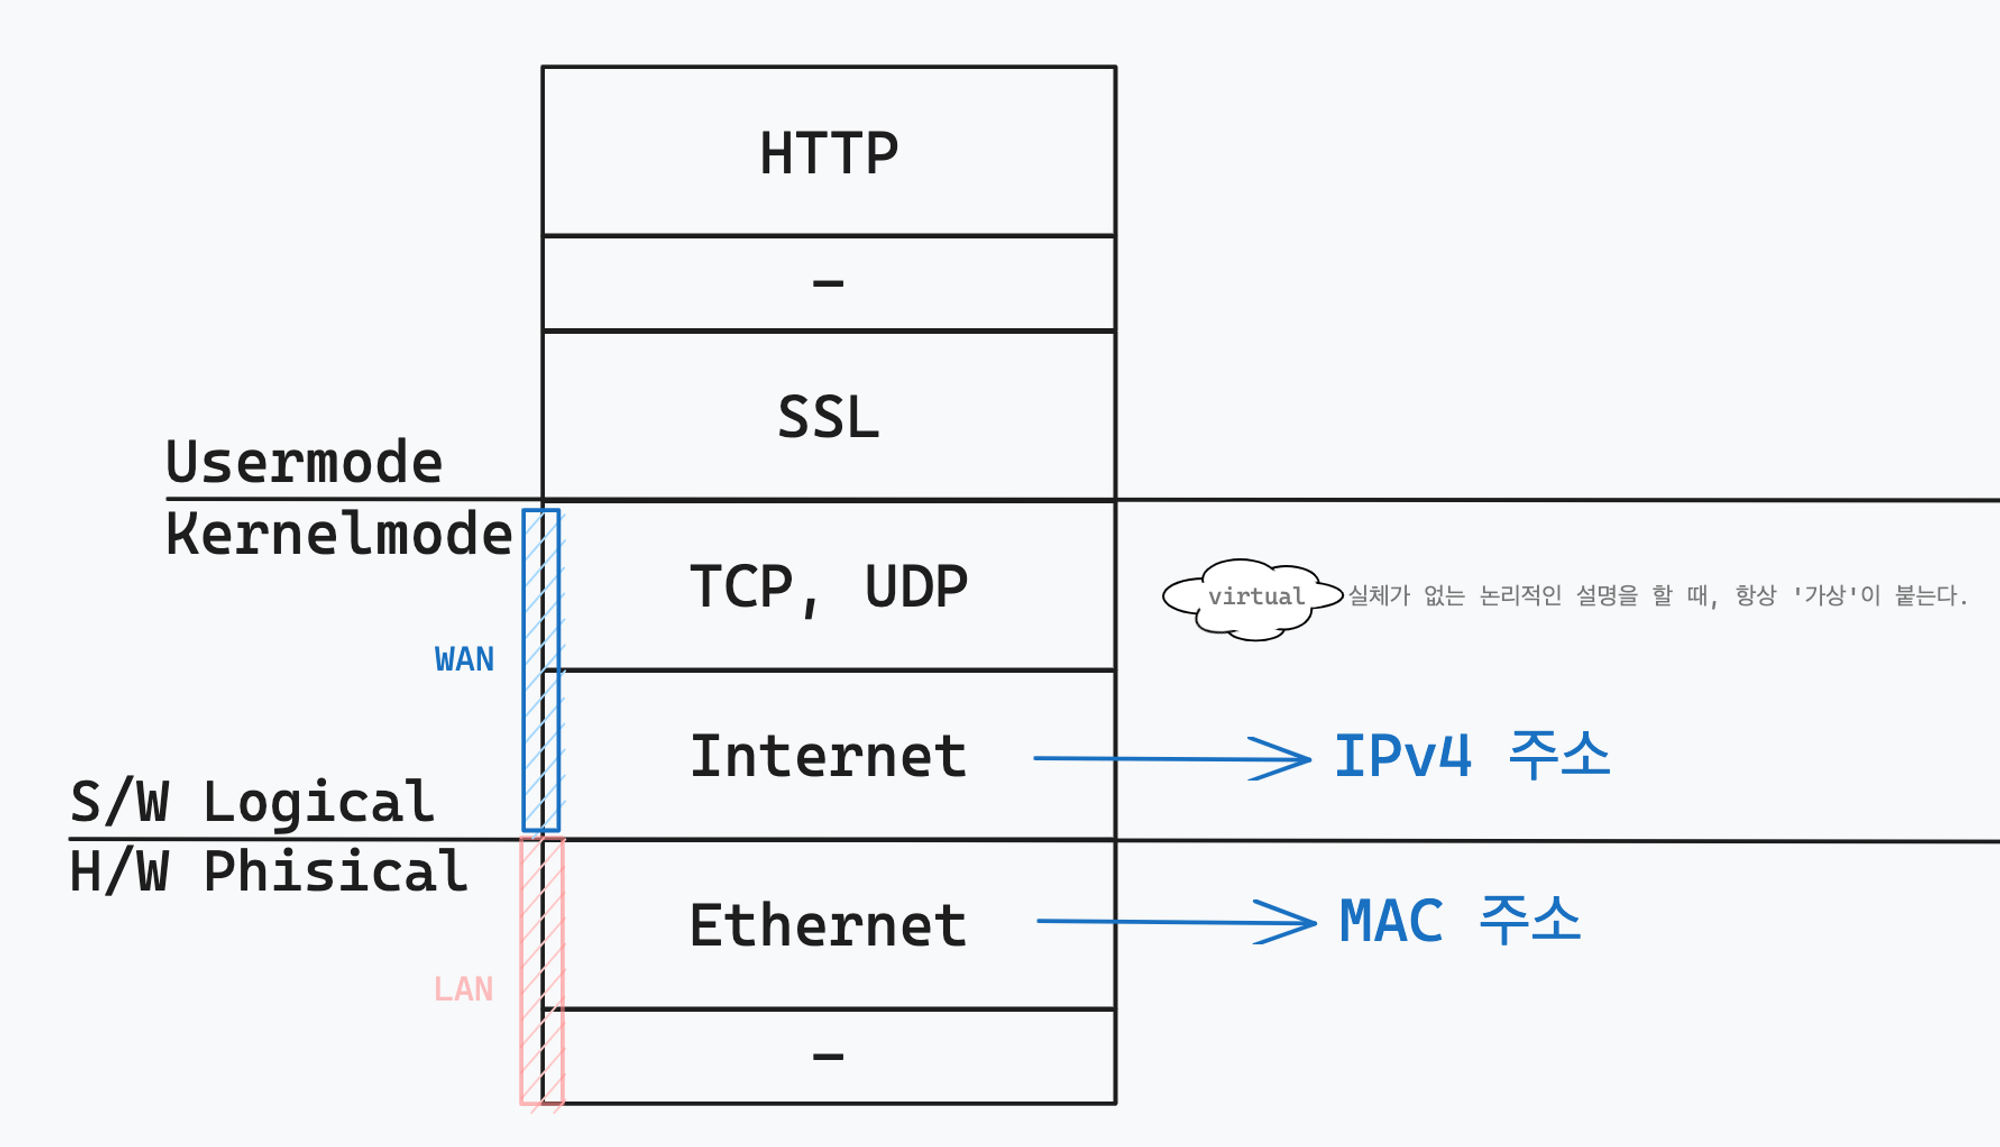 HTTP
-
SSL
Usermode
Kernelmode
TCP, UDP
virtual 실체가 없는 논리적인 설명을 할 때, 항상 '가상'이 붙는다.
WAN
Internet
IPv4 주소
S/W Logical
H/W Phisical
Ethernet
MAC 주소
LAN
-